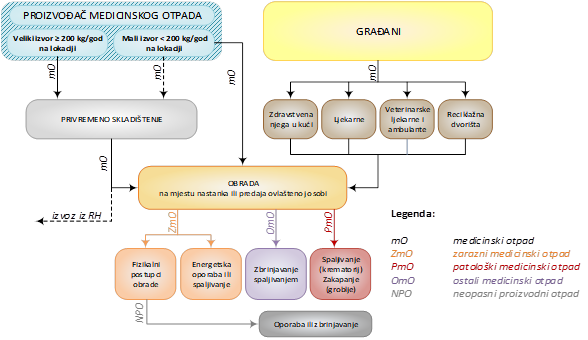 PROIZVOĐAČ MEDICINSKOG OTPADA
Veliki izvor ≥ 200 kg/god
na lokaciji
Mali izvor < 200 kg/god
na lokaciji
GRAĐANI
mO
mO
mO
mO
PRIVREMENO SKLADIŠTENJE
Zdravstvena
njega u kući
Ljekarne
Veterinarske
ljekarne i
ambulante
Reciklažna
dvorišta
mO
OBRADA
na mjestu nastanka ili predaja ovlašteno jo sobi
izvoz iz RH
ZmO
OmO
PmO
Fizikalni
postupci
obrade
Energetska
oporaba ili
spaljivanje
Zbrinjavanje
spaljivanjem
Spaljivanje
(krematorij)
Zakapanje
(groblje)
NPO
Oporaba ili zbrinjavanje
Legenda:
mO medicinski otpad
ZmO zarazni medicinski otpad
PmO patološki medicinski otpad
OmO ostali medicinski otpad
NPO neopasni proizvodni otpad